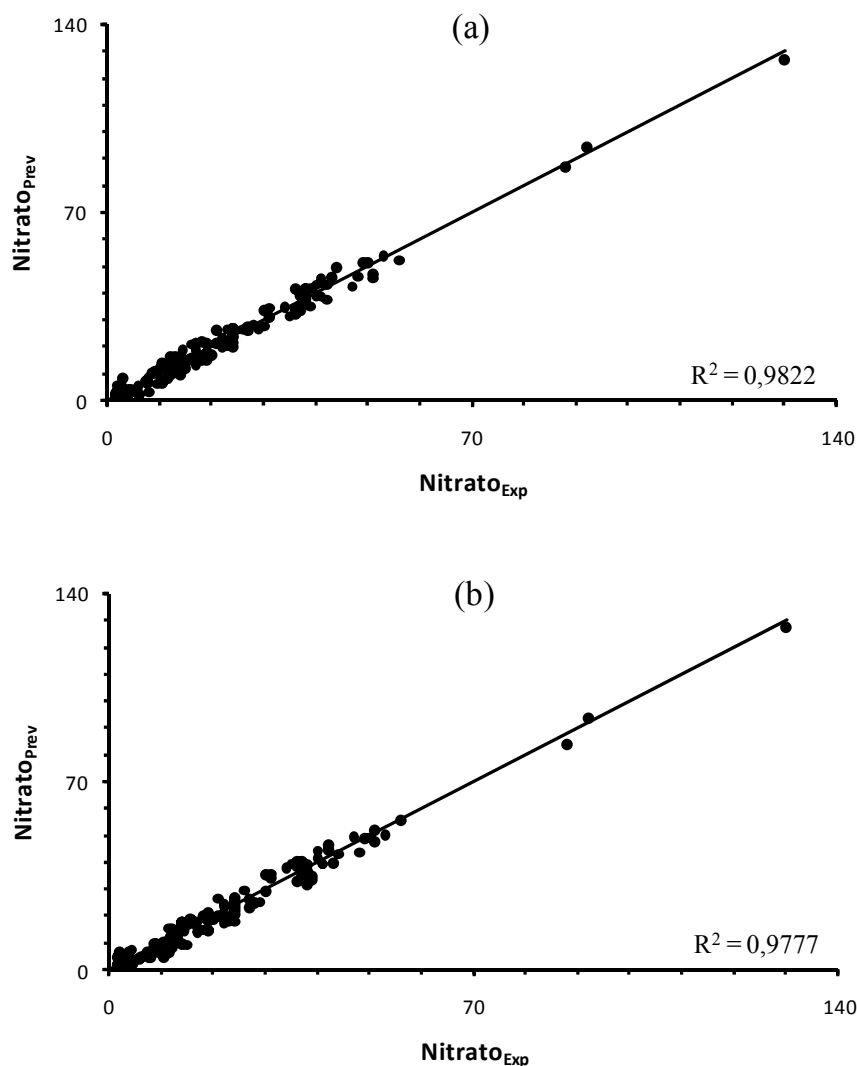 (a)
140
Nitrato_Prev
70
R² = 0,9822
0
0
70
140
Nitrato_Exp
(b)
140
Nitrato_Prev
70
R² = 0,9777
0
0
70
140
Nitrato_Exp